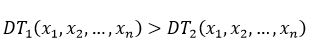 DT₁(x₁, x₂, …, xₙ) > DT₂(x₁, x₂, …, xₙ)